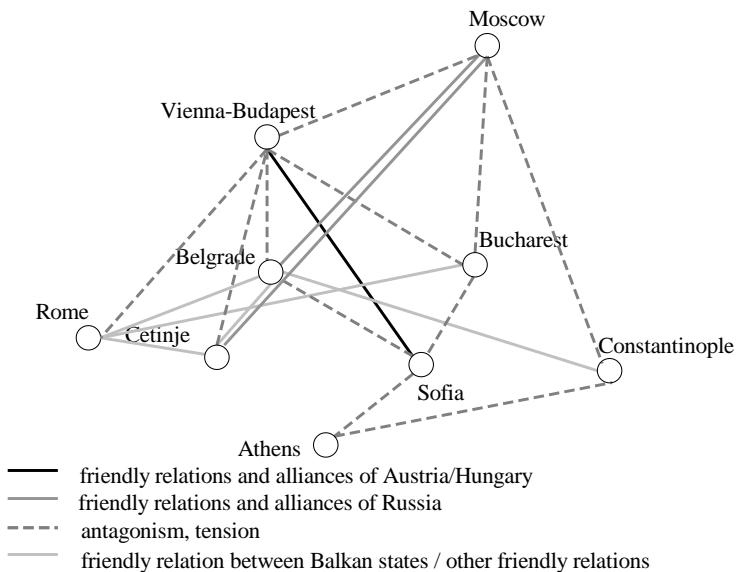 Moscow
Vienna-Budapest
Bucharest
Belgrade
Rome
Cetinje
Constantinople
Sofia
Athens
friendly relations and alliances of Austria/Hungary
friendly relations and alliances of Russia
antagonism, tension
friendly relation between Balkan states / other friendly relations